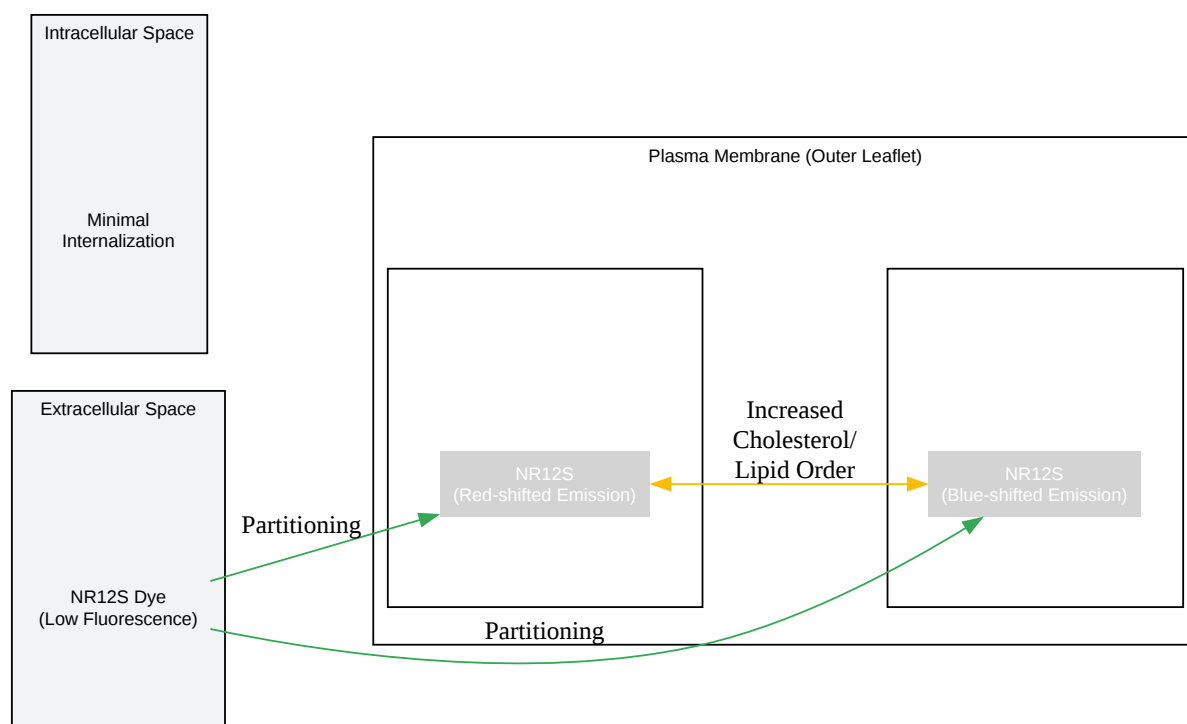 Intracellular Space
Minimal
Internalization
Extracellular Space
NR12S Dye
(Low Fluorescence)
Partitioning
Partitioning
Plasma Membrane (Outer Leaflet)
NR12S
(Red-shifted Emission)
Increased
Cholesterol/
Lipid Order
NR12S
(Blue-shifted Emission)